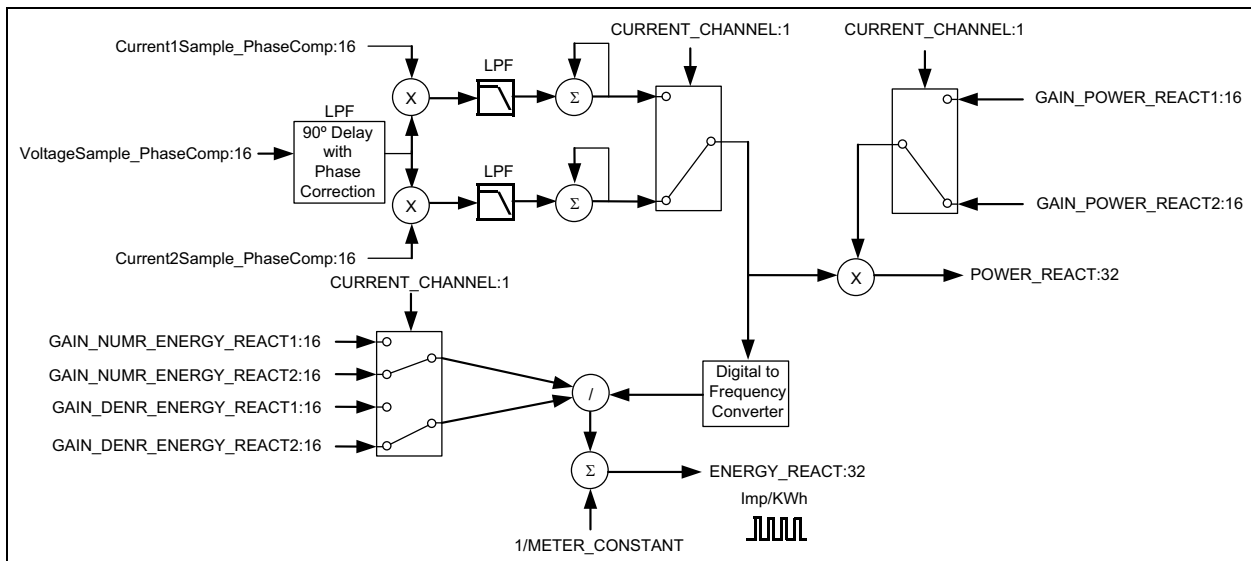 CURRENT_CHANNEL:1
CURRENT_CHANNEL:1
Current1Sample_PhaseComp:16
LPF
X
Σ
GAIN_POWER_REACT1:16
LPF
90º Delay
with
Phase
Correction
VoltageSample_PhaseComp:16
LPF
X
Σ
GAIN_POWER_REACT2:16
Current2Sample_PhaseComp:16
X
POWER_REACT:32
CURRENT_CHANNEL:1
GAIN_NUMR_ENERGY_REACT1:16
GAIN_NUMR_ENERGY_REACT2:16
GAIN_DENR_ENERGY_REACT1:16
GAIN_DENR_ENERGY_REACT2:16
/
Digital to
Frequency
Converter
Σ
ENERGY_REACT:32
Imp/KWh
1/METER_CONSTANT